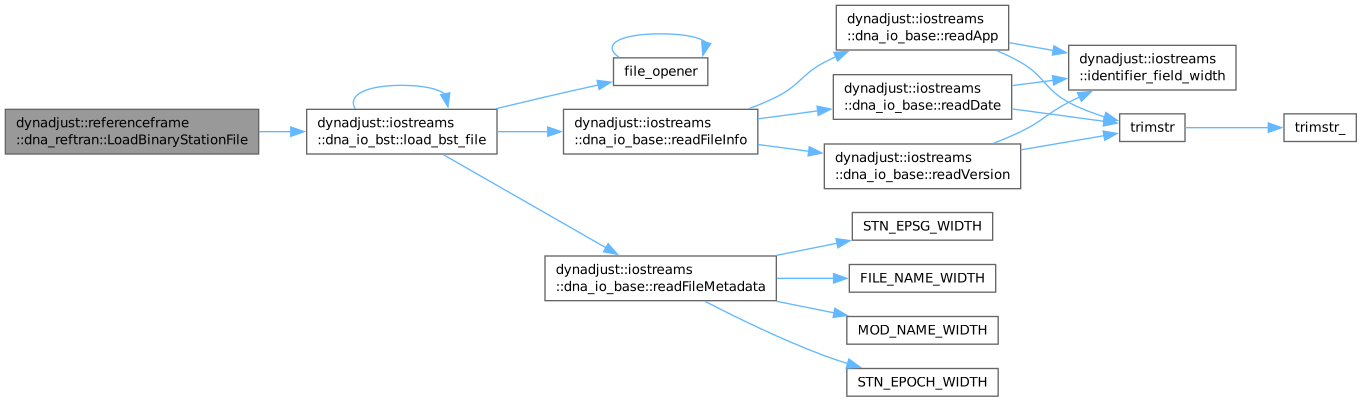 dynadjust::referenceframe
::dna_reftran::LoadBinaryStationFile
dynadjust::iostreams
::dna_io_bst::load_bst_file
file_opener
dynadjust::iostreams
::dna_io_base::readFileInfo
dynadjust::iostreams
::dna_io_base::readApp
dynadjust::iostreams
::dna_io_base::readDate
dynadjust::iostreams
::dna_io_base::readVersion
dynadjust::iostreams
::identifier_field_width
trimstr
trimstr_
dynadjust::iostreams
::dna_io_base::readFileMetadata
STN_EPSG_WIDTH
FILE_NAME_WIDTH
MOD_NAME_WIDTH
STN_EPOCH_WIDTH